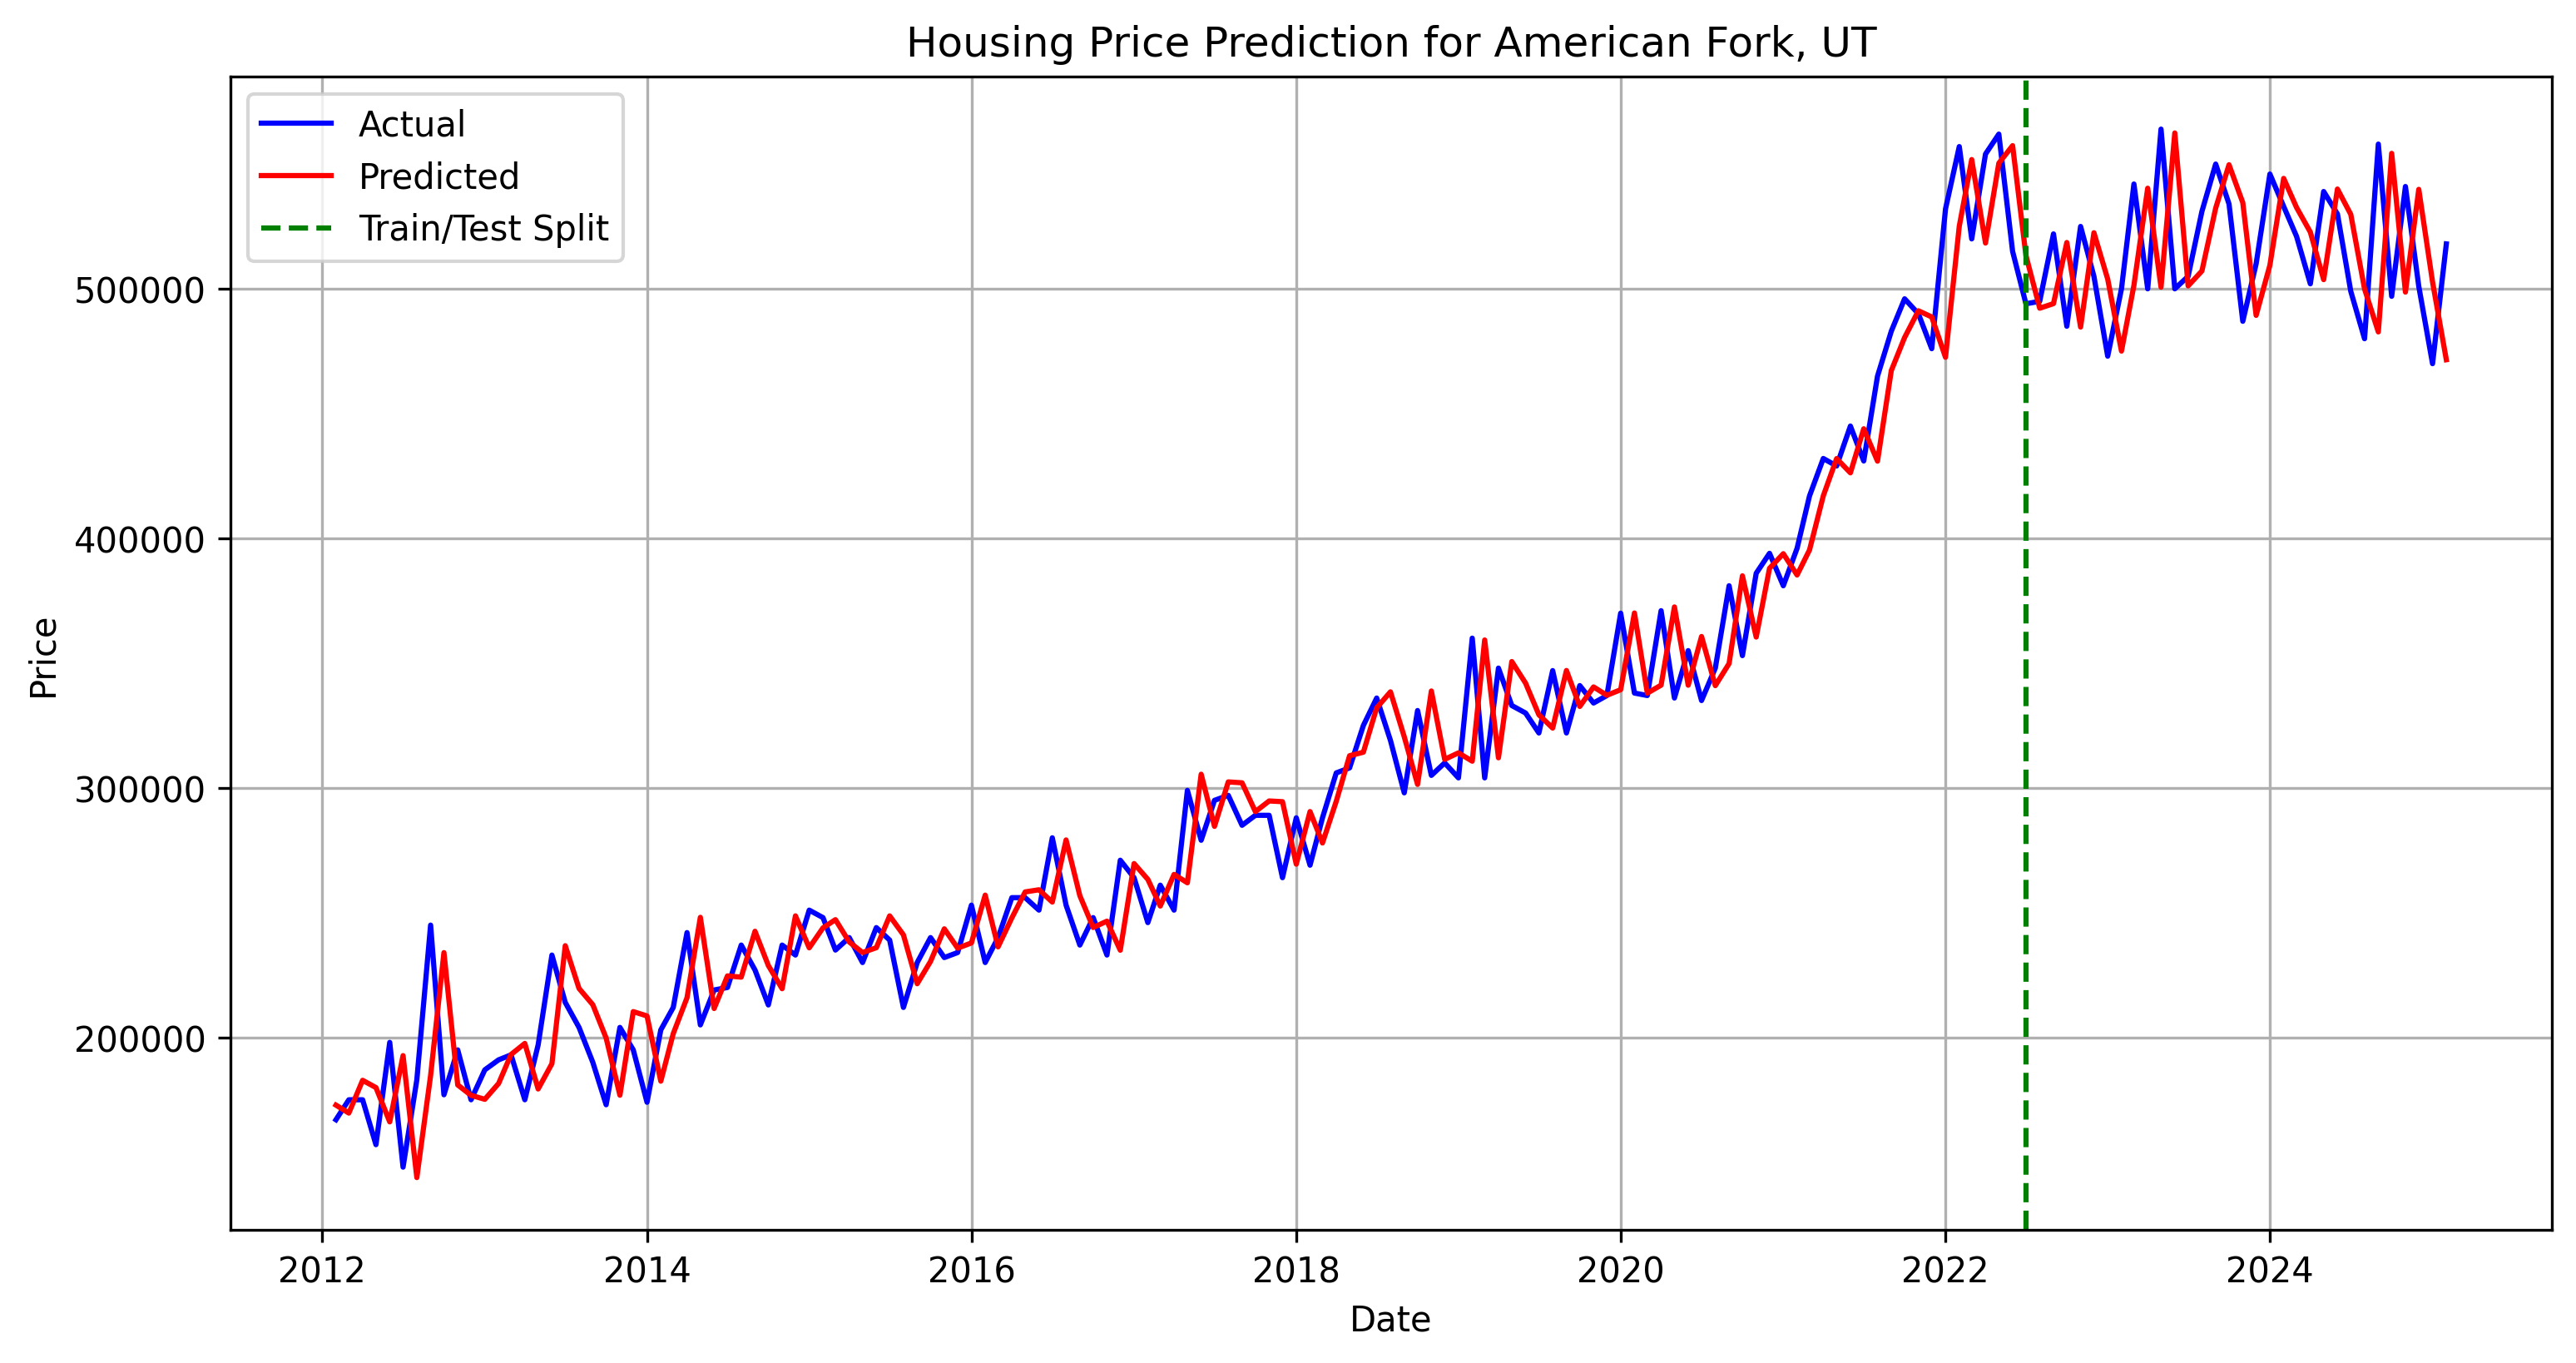 Housing Price Prediction for American Fork, UT
Actual
Predicted
Train/Test Split
500000
400000
300000
200000
Price
2012
2014
2016
2018
2020
2022
2024
Date